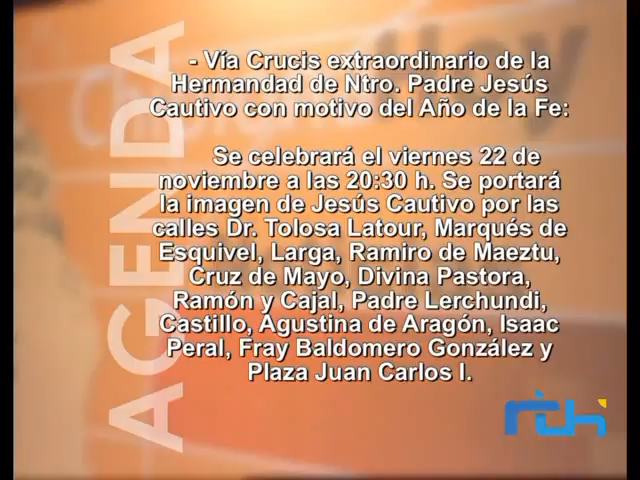 - Vía Crucis extraordinario de la
Hermandad de Ntro. Padre Jesús
Cautivo con motivo del Año de la Fe:
Se celebrará el viernes 22 de
noviembre a las 20:30 h. Se portará
la imagen de Jesús Cautivo por las
calles Dr. Tolosa Latour, Marqués de
Esquivel, Larga, Ramiro de Maeztu,
Cruz de Mayo, Divina Pastora,
Ramón y Cajal, Padre Lerchundi,
Castillo, Agustina de Aragón, Isaac
Peral, Fray Baldomero González y
Plaza Juan Carlos I.
AGENDA
rtch